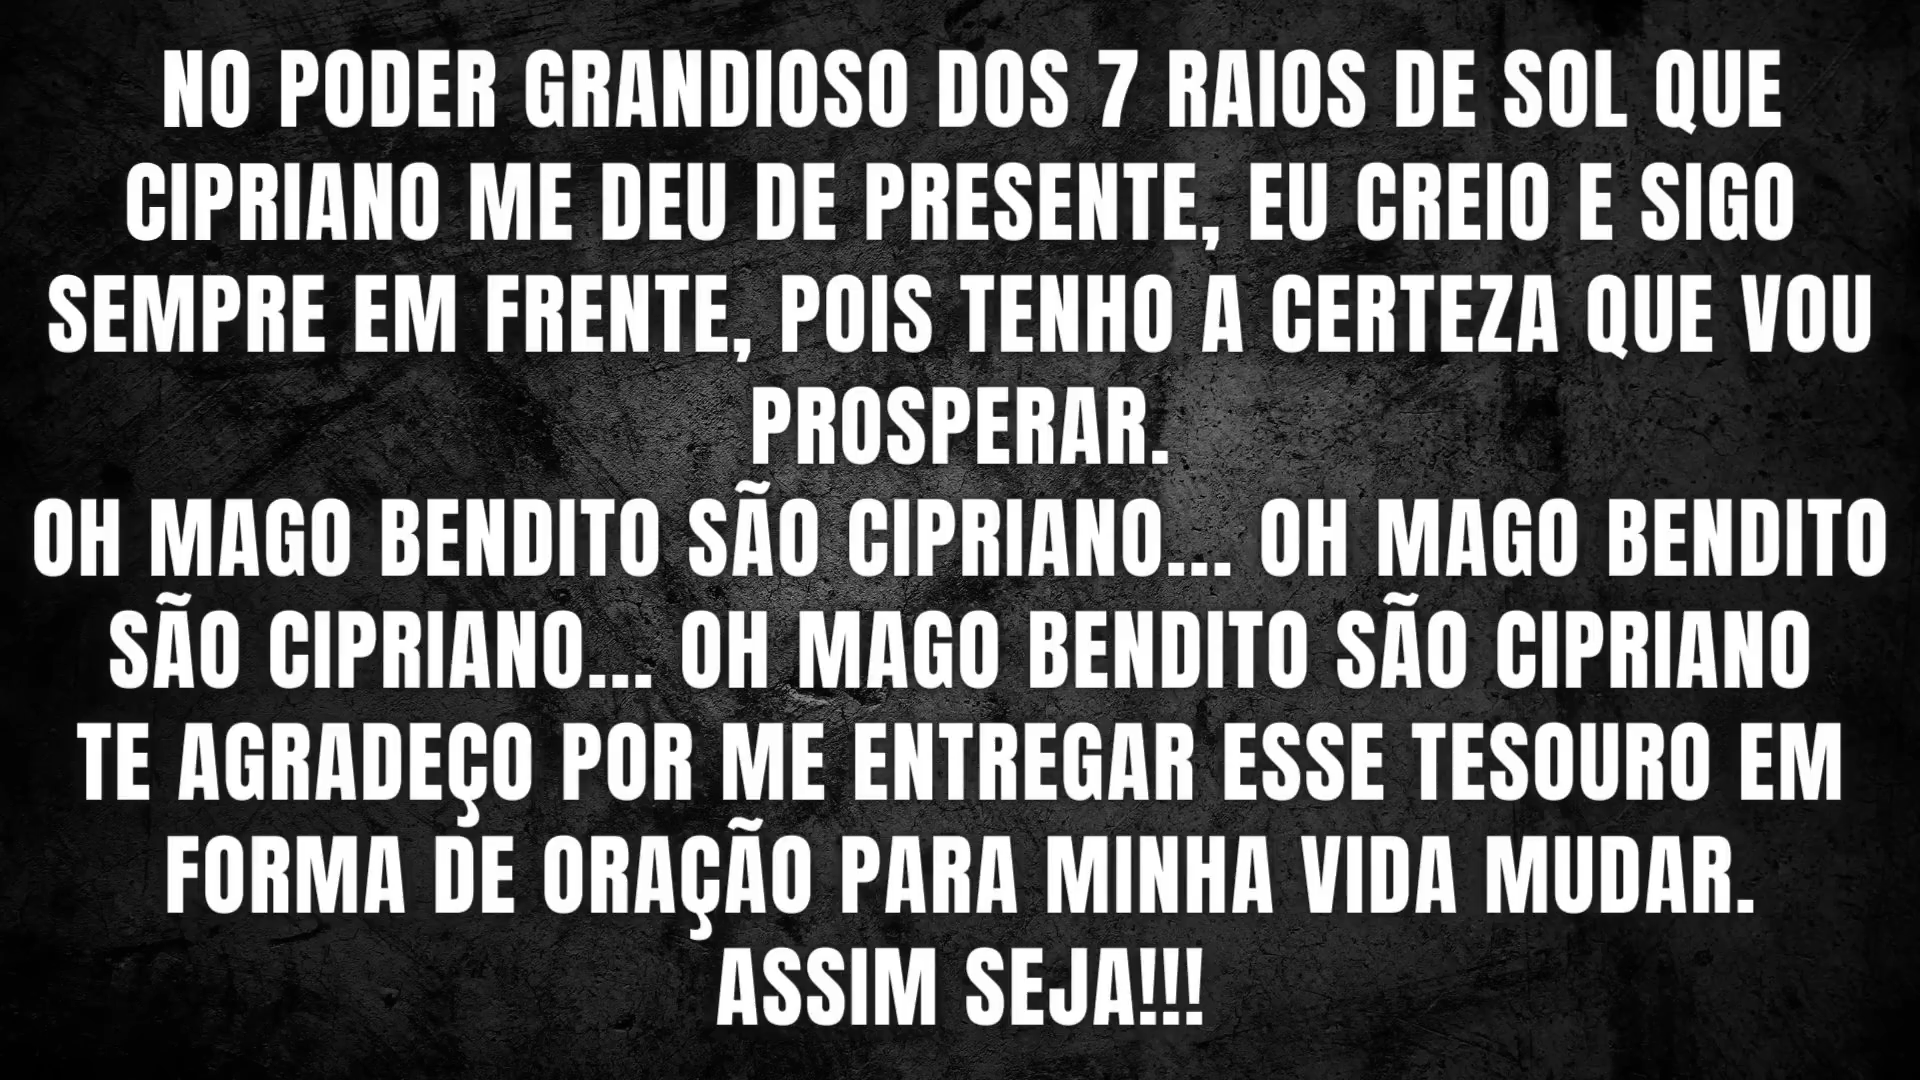 NO PODER GRANDIOSO DOS 7 RAIOS DE SOL QUE
CIPRIANO ME DEU DE PRESENTE, EU CREIO E SIGO
SEMPRE EM FRENTE, POIS TENHO A CERTEZA QUE VOU
PROSPERAR.
OH MAGO BENDITO SÃO CIPRIANO... OH MAGO BENDITO
SÃO CIPRIANO... OH MAGO BENDITO SÃO CIPRIANO
TE AGRADEÇO POR ME ENTREGAR ESSE TESOURO EM
FORMA DE ORAÇÃO PARA MINHA VIDA MUDAR.
ASSIM SEJA!!!